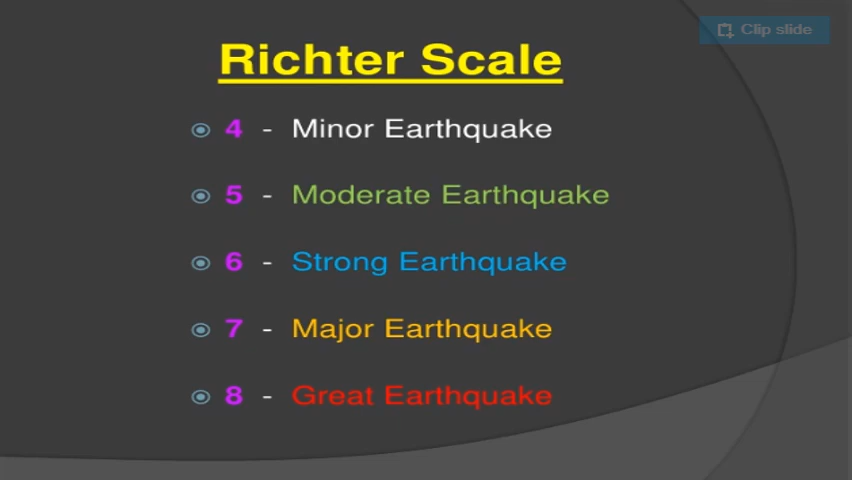 Clip slide
Richter Scale
4 - Minor Earthquake
5 - Moderate Earthquake
6 - Strong Earthquake
7 - Major Earthquake
8 - Great Earthquake